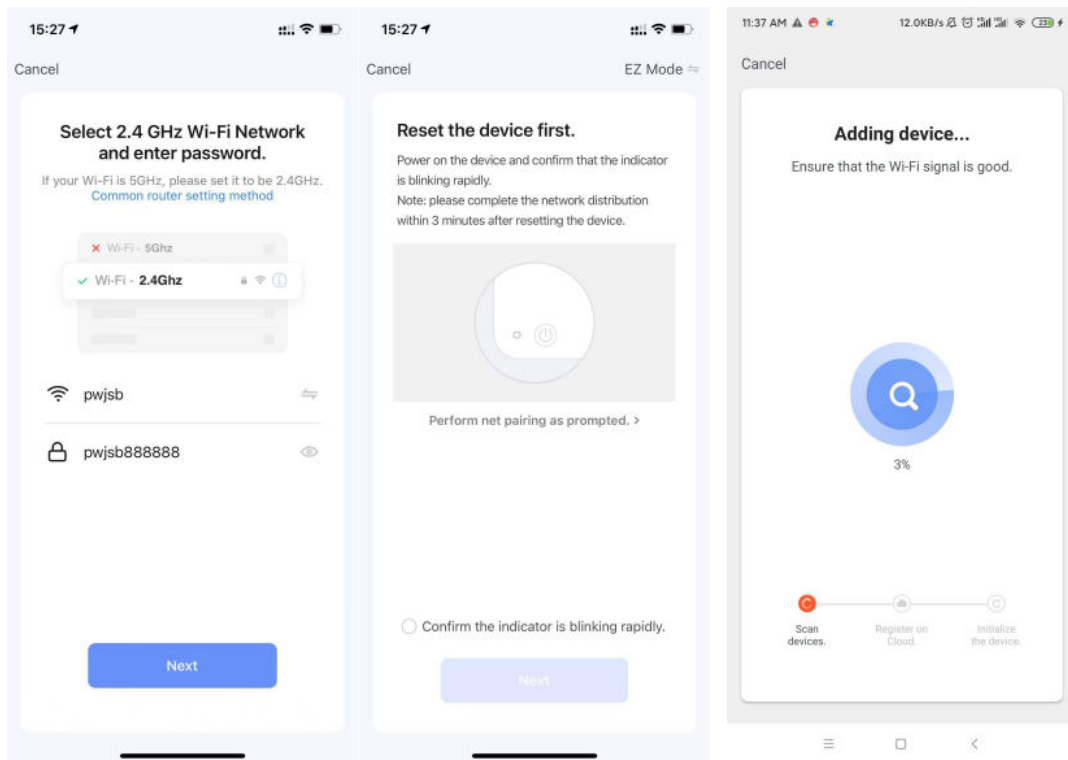 15:27
Cancel
Select 2.4 GHz Wi-Fi Network
and enter password.
If your Wi-Fi is 5GHz, please set it to be 2.4GHz.
Common router setting method
Wi-Fi - 5Ghz
Wi-Fi - 2.4Ghz
pwjsb
pwjsb888888
Next
15:27
Cancel
EZ Mode
Reset the device first.
Power on the device and confirm that the indicator
is blinking rapidly.
Note: please complete the network distribution
within 3 minutes after resetting the device.
Perform net pairing as prompted. >
Confirm the indicator is blinking rapidly.
Next
11:37 AM
12.0KB/s
Cancel
Adding device...
Ensure that the Wi-Fi signal is good.
3%
Scan
devices.
Register on
Cloud.
Initialize
the device.